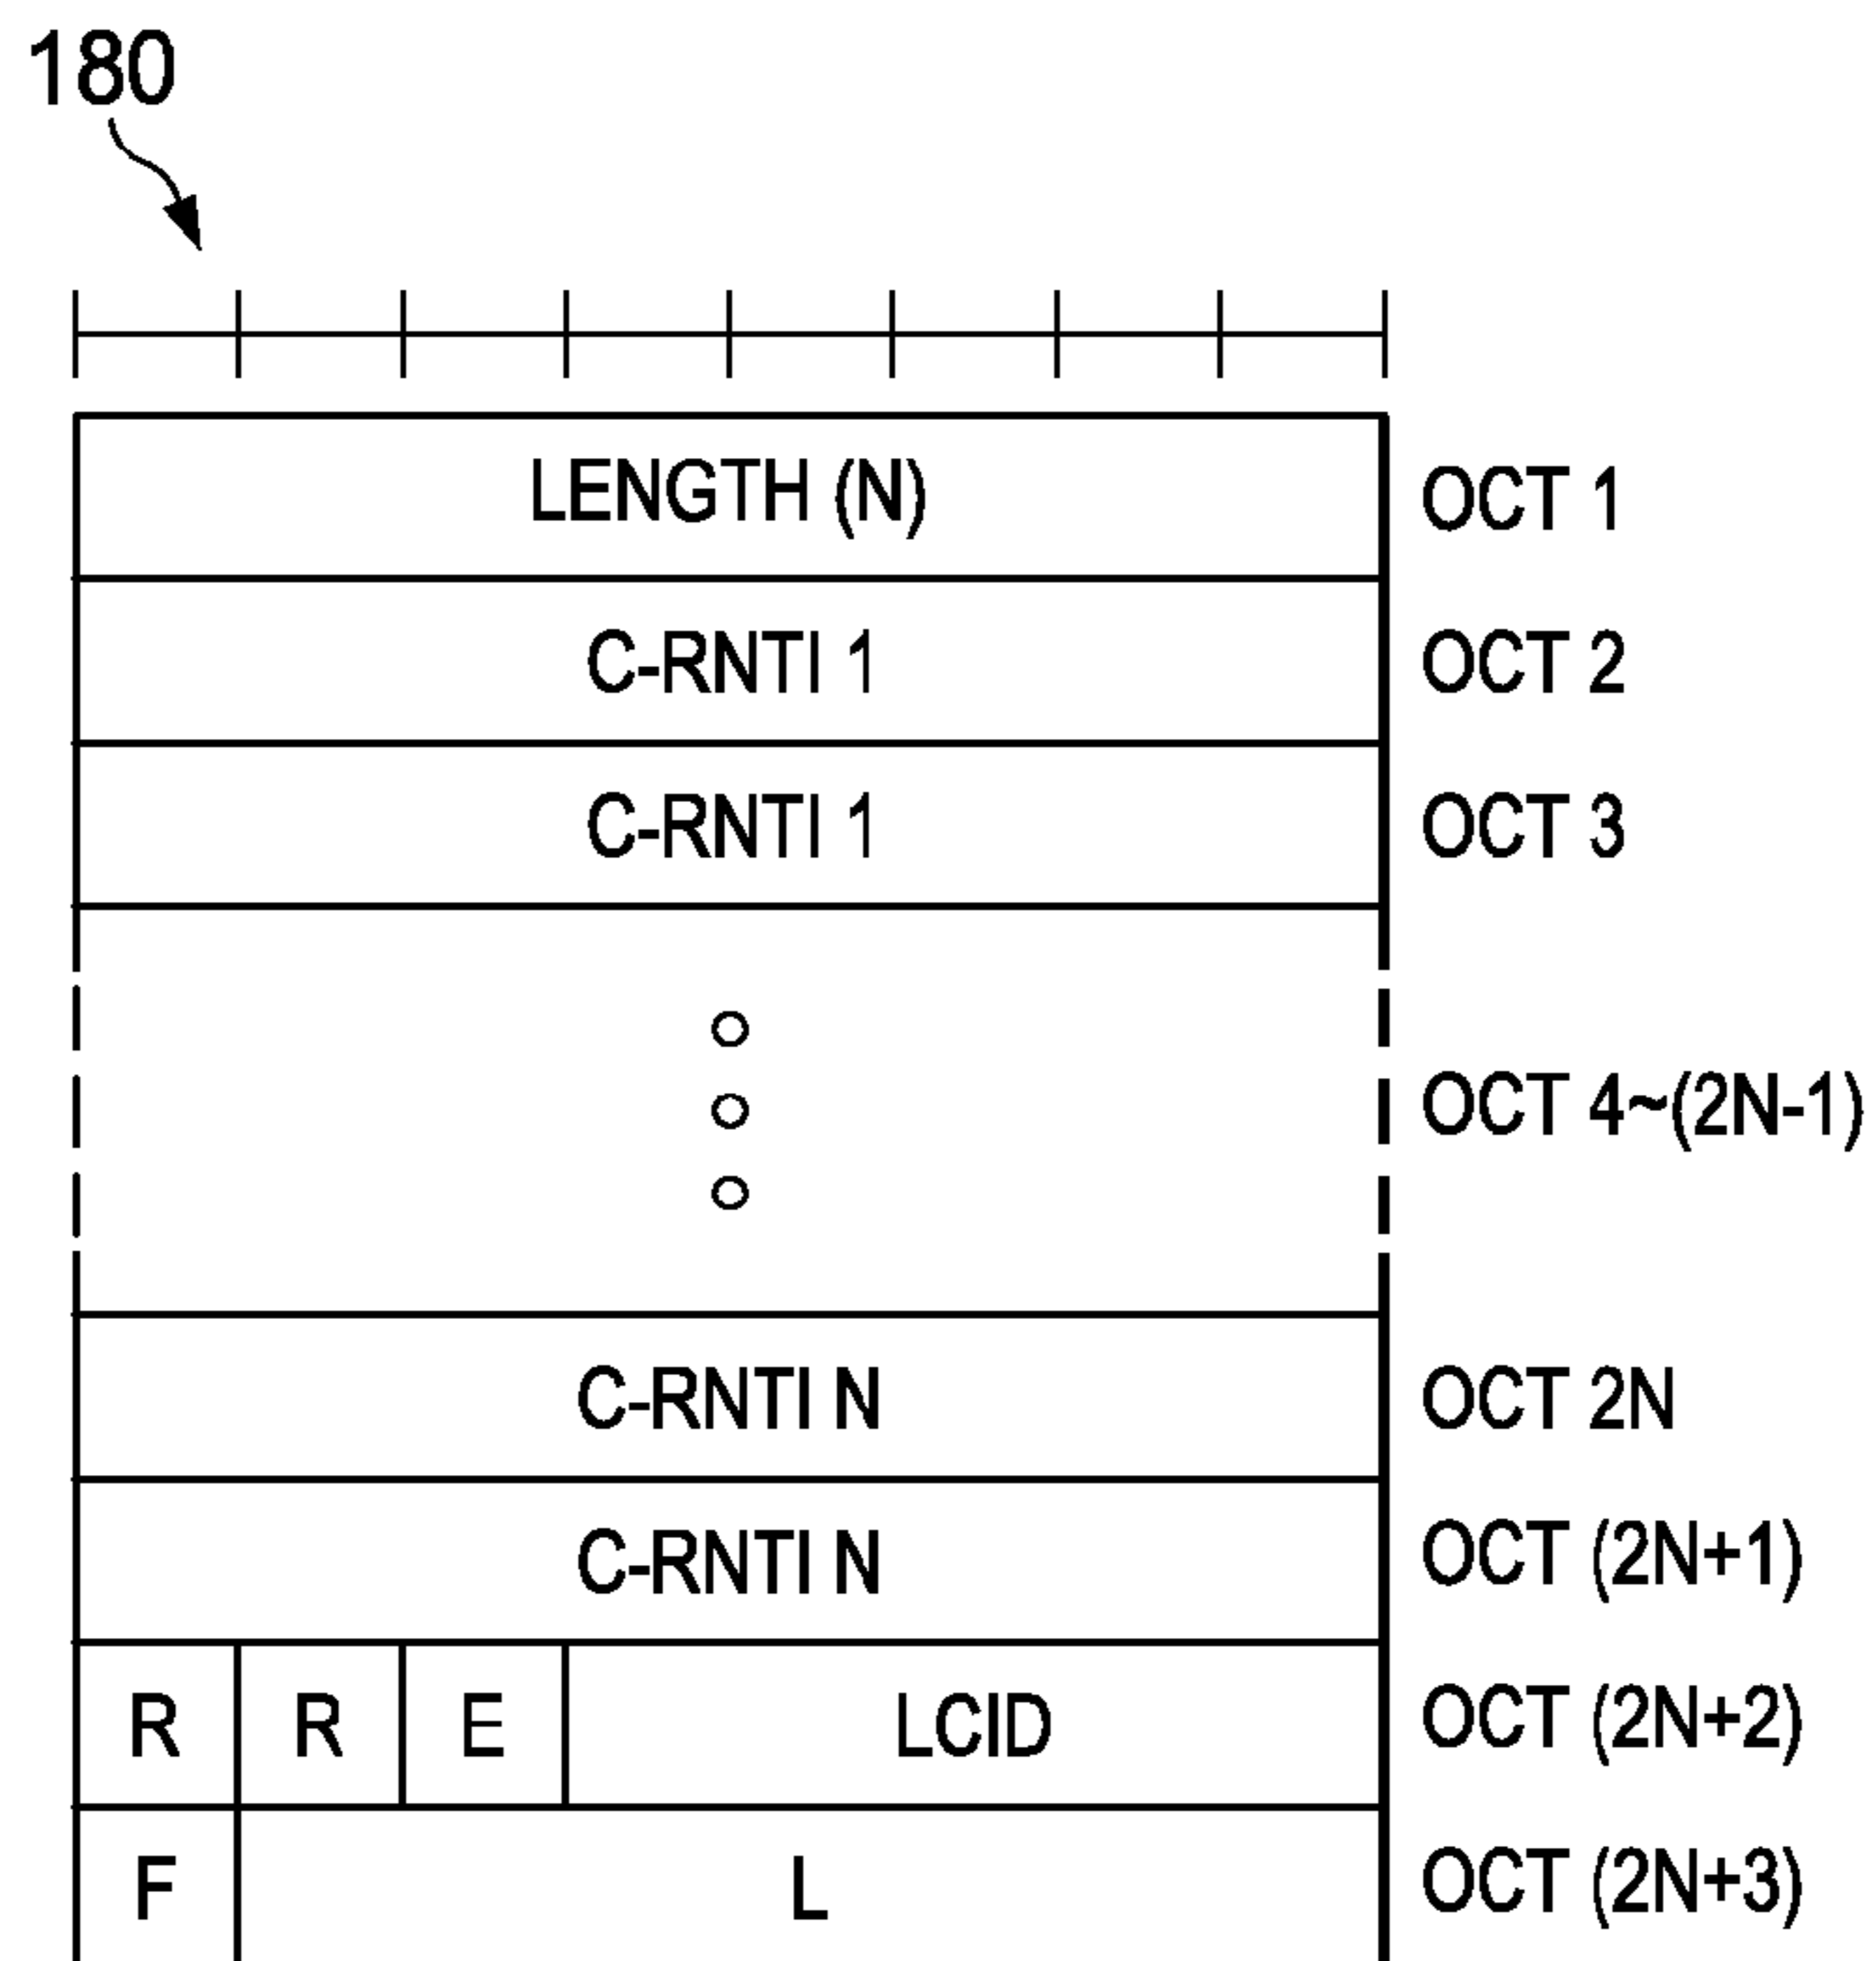 180
LENGTH (N) OCT 1
C-RNTI 1 OCT 2
C-RNTI 1 OCT 3
OCT 4~(2N-1)
C-RNTI N OCT 2N
C-RNTI N OCT (2N+1)
R R E LCID OCT (2N+2)
F L OCT (2N+3)